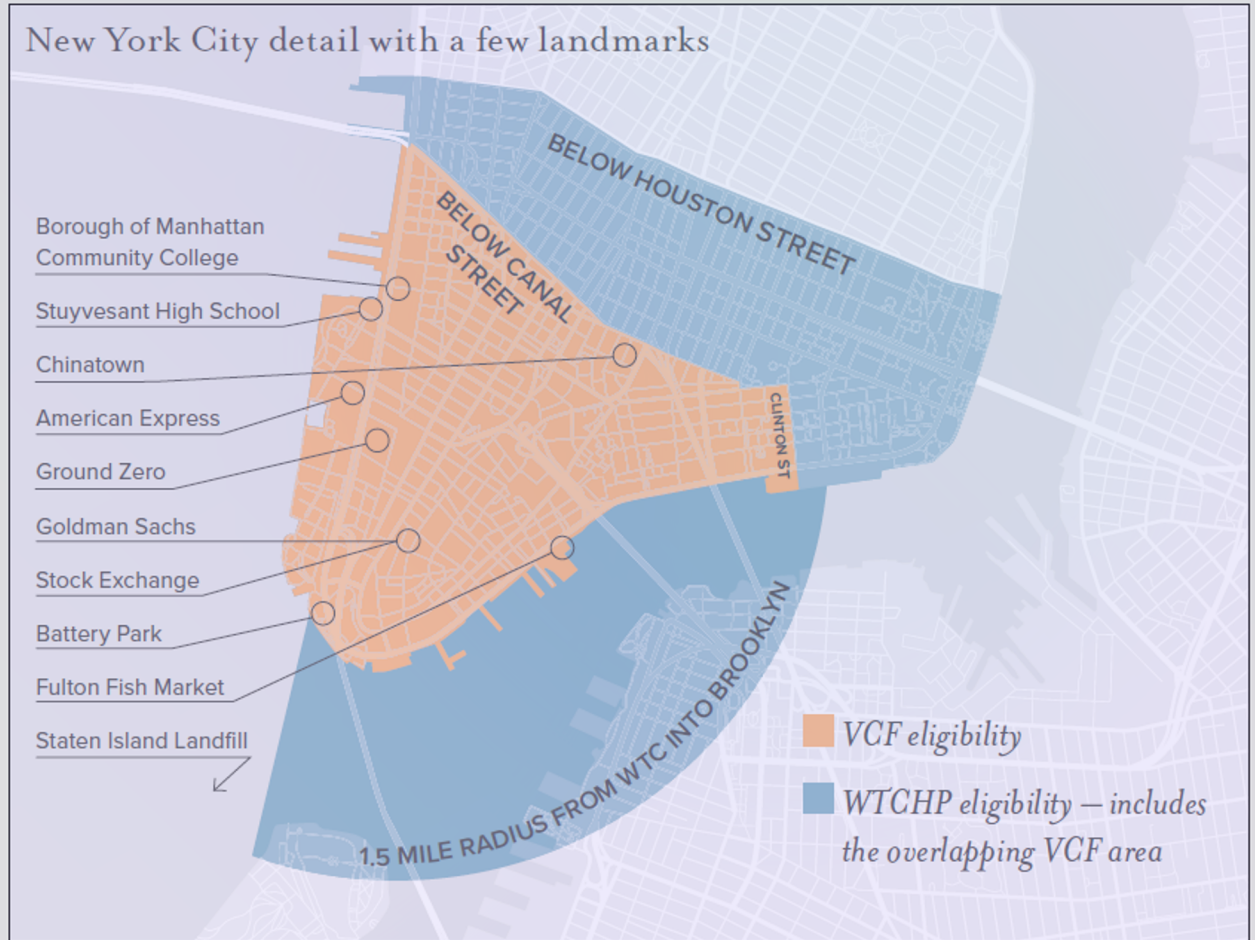 New York City detail with a few landmarks
BELOW HOUSTON STREET
BELOW CANAL
STREET
Borough of Manhattan
Community College
Stuyvesant High School
Chinatown
American Express
CLINTON ST
Ground Zero
Goldman Sachs
Stock Exchange
Battery Park
Fulton Fish Market
Staten Island Landfill
1.5 MILE RADIUS FROM WTC INTO BROOKLYN
VCF eligibility
WTCHP eligibility – includes
the overlapping VCF area